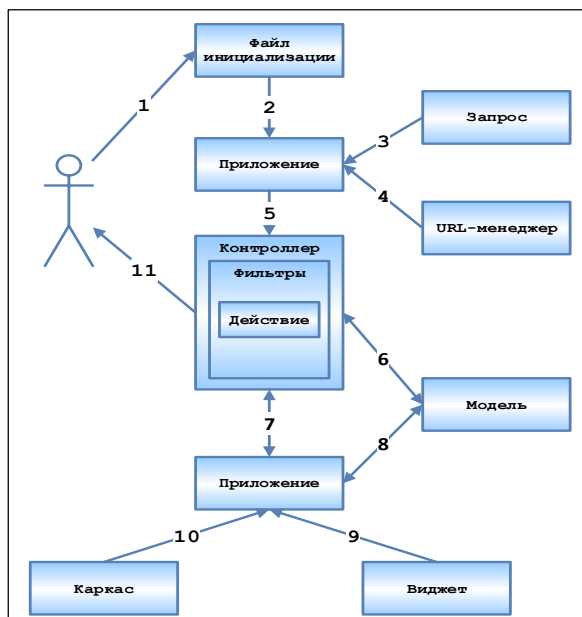 Файл
инициализации
1
2
Запрос
3
Приложение
4
5
URL-менеджер
Контроллер
Фильтры
11
Действие
6
Модель
7
8
Приложение
10
9
Каркас
Виджет